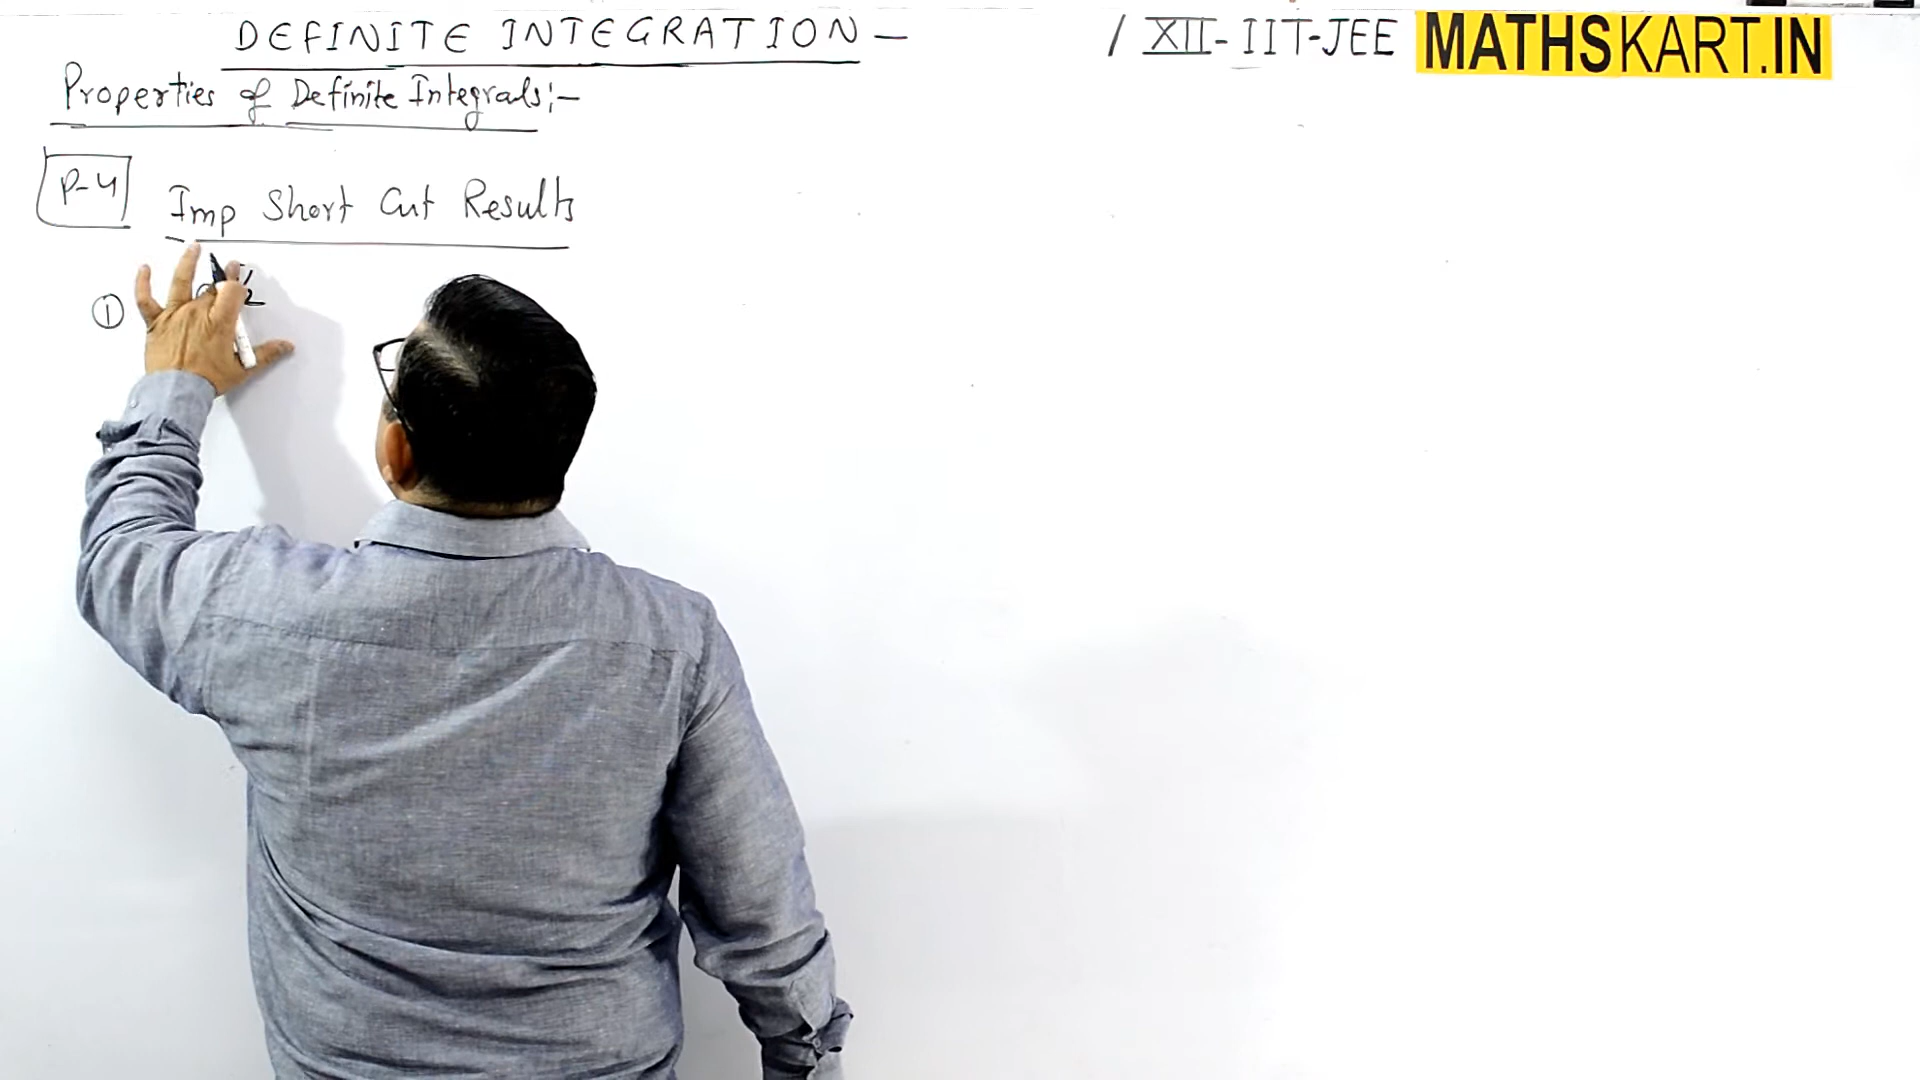 DEFINITE INTEGRATION - / XII - IIT-JEE MATHSKART.IN
Properties of Definite Integrals :-
P-4 Imp Short Cut Results
①